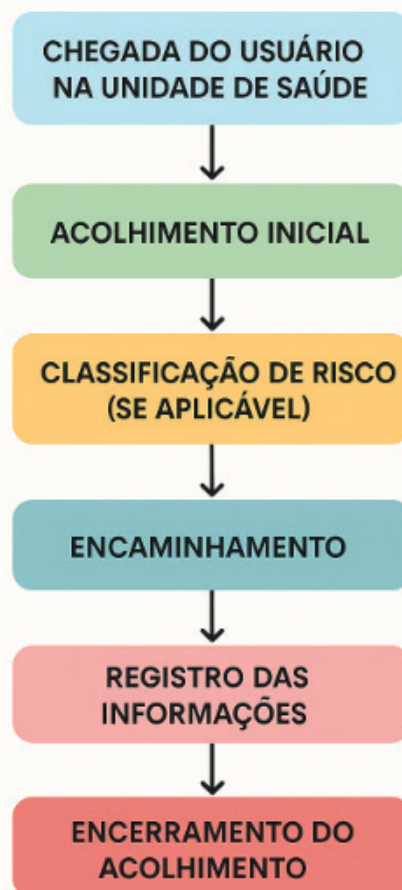 CHEGADA DO USUÁRIO
NA UNIDADE DE SAÚDE
ACOLHIMENTO INICIAL
CLASSIFICAÇÃO DE RISCO
(SE APLICÁVEL)
ENCAMINHAMENTO
REGISTRO DAS
INFORMAÇÕES
ENCERRAMENTO DO
ACOLHIMENTO